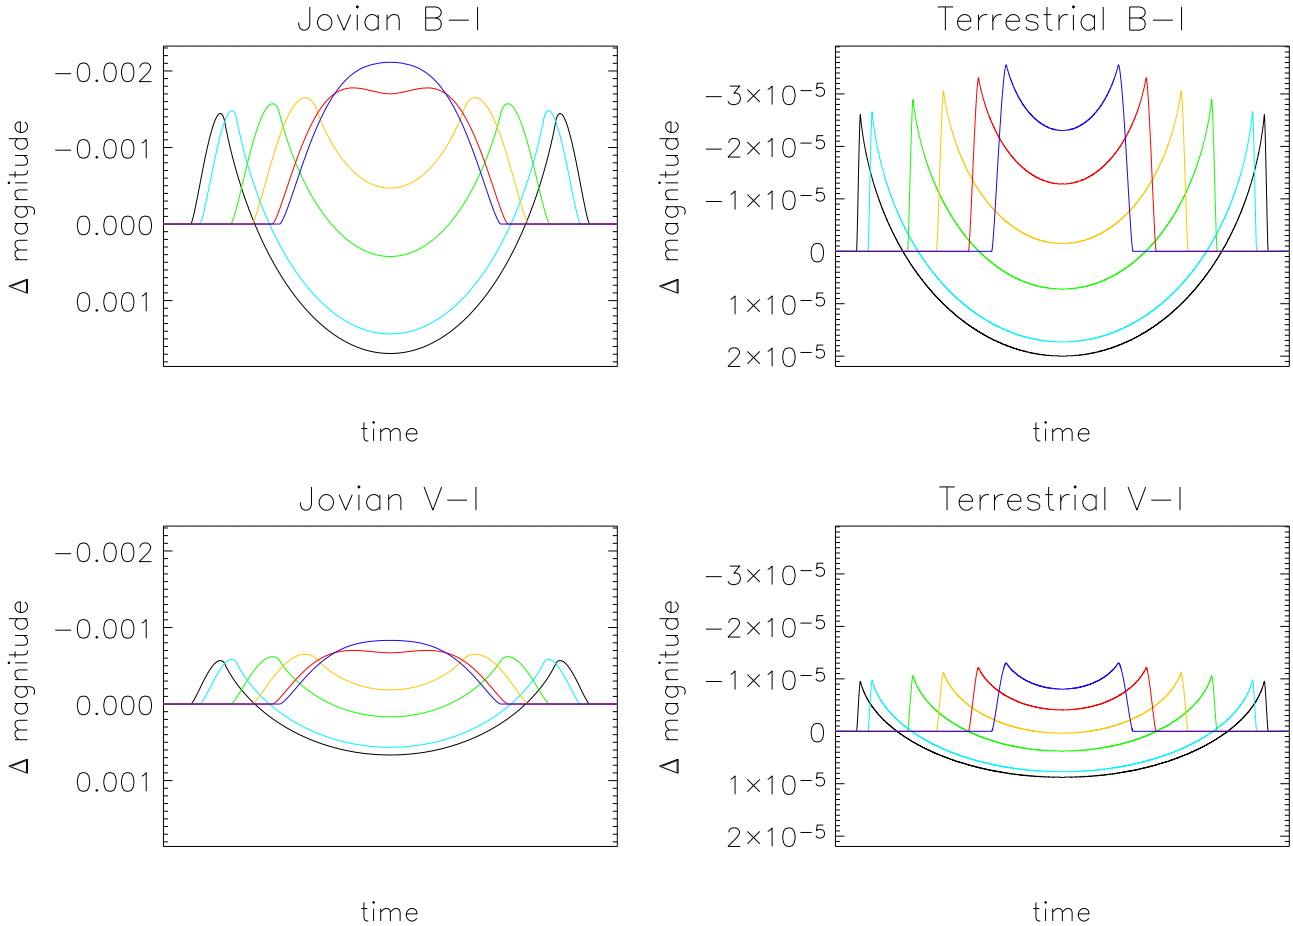 Jovian B−I
Δ magnitude
−0.002
−0.001
0.000
0.001
time
Terrestrial B−I
Δ magnitude
−3×10⁻⁵
−2×10⁻⁵
−1×10⁻⁵
0
1×10⁻⁵
2×10⁻⁵
time
Jovian V−I
Δ magnitude
−0.002
−0.001
0.000
0.001
time
Terrestrial V−I
Δ magnitude
−3×10⁻⁵
−2×10⁻⁵
−1×10⁻⁵
0
1×10⁻⁵
2×10⁻⁵
time